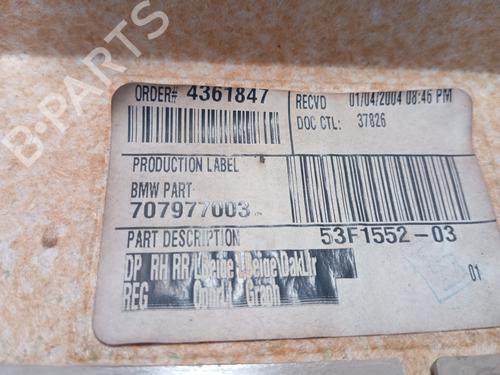 B-PARTS
ORDER# 4361847
RECVD 01/04/2004 08:46 PM
DOC CTL: 37826
PRODUCTION LABEL
BMW PART
707977003
PART DESCRIPTION 53F1552-03
DP RH RR/LBeige
REG
01